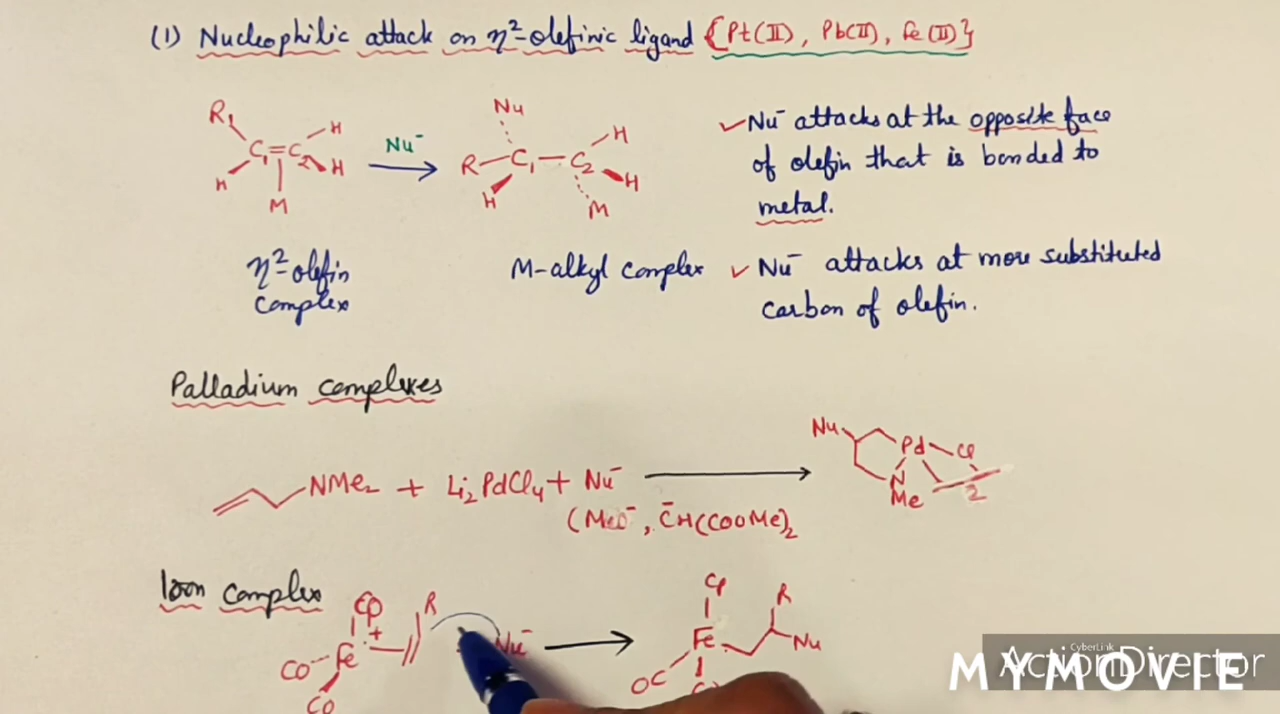 (1) Nucleophilic attack on η²-olefinic ligand {Pt(II), Pb(II), Fe(II)}
R, C₁=C₂ H H H M
Nu⁻
Nu R-C₁-C₂ H H H M
✓ Nu⁻ attacks at the opposite face
of olefin that is bonded to
metal.
η²-olefin
complex
M-alkyl complex
✓ Nu⁻ attacks at more substituted
carbon of olefin.
Palladium complexes
NMe₂ + Li₂PdCl₄ + Nu⁻
(MeO⁻, C̄H(COOMe)₂
Nu Pd Cl
N
Me 2
Iron complex
Cp R
Fe + Nu⁻
CO
CO
Cp R
Fe Nu
OC
CyberLink
ActionDirector
MYMOVIE